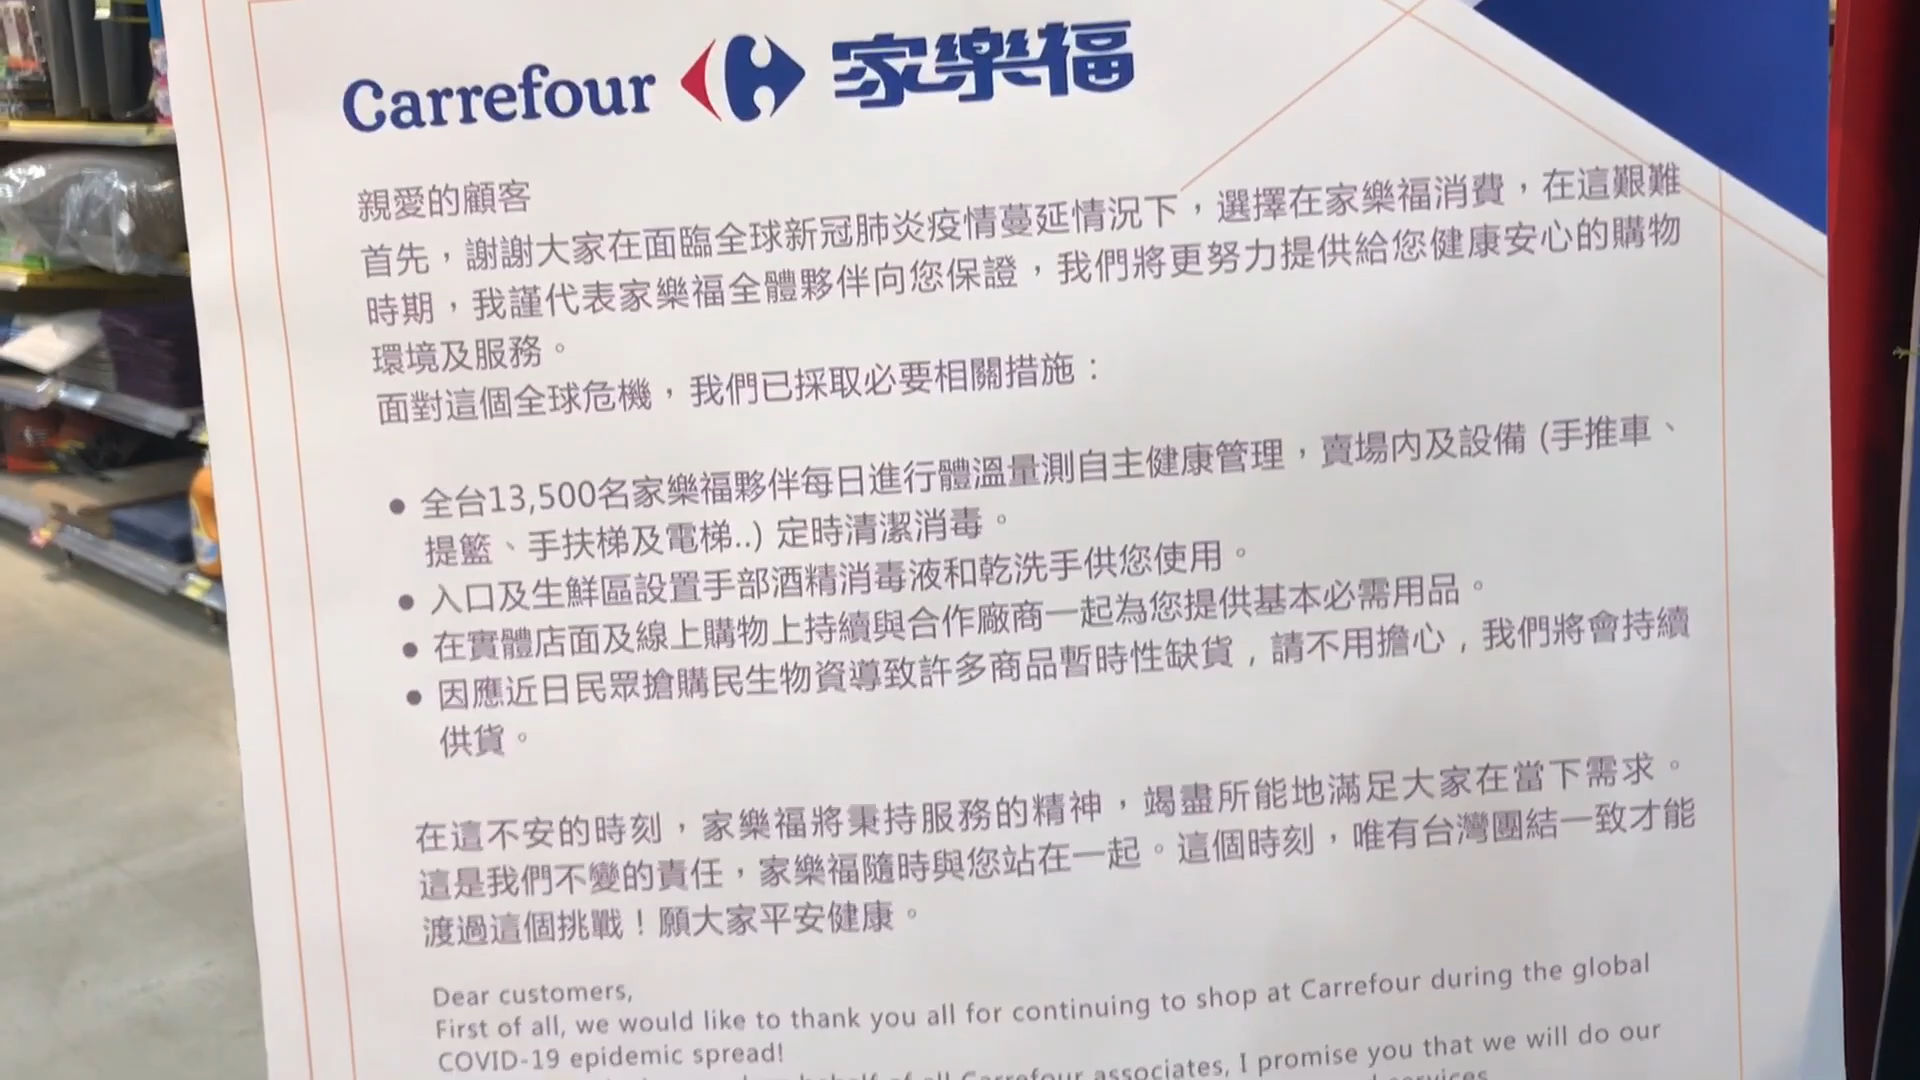 Carrefour 家樂福
親愛的顧客
首先，謝謝大家在面臨全球新冠肺炎疫情蔓延情況下，選擇在家樂福消費，在這艱難
時期，我謹代表家樂福全體夥伴向您保證，我們將更努力提供給您健康安心的購物
環境及服務。
面對這個全球危機，我們已採取必要相關措施：
● 全台13,500名家樂福夥伴每日進行體溫量測自主健康管理，賣場內及設備 (手推車、
提籃、手扶梯及電梯..) 定時清潔消毒。
● 入口及生鮮區設置手部酒精消毒液和乾洗手供您使用。
● 在實體店面及線上購物上持續與合作廠商一起為您提供基本必需用品。
● 因應近日民眾搶購民生物資導致許多商品暫時性缺貨，請不用擔心，我們將會持續
供貨。
在這不安的時刻，家樂福將秉持服務的精神，竭盡所能地滿足大家在當下需求。
這是我們不變的責任，家樂福隨時與您站在一起。這個時刻，唯有台灣團結一致才能
渡過這個挑戰！願大家平安健康。
Dear customers,
First of all, we would like to thank you all for continuing to shop at Carrefour during the global
COVID-19 epidemic spread!
of all Carrefour associates, I promise you that we will do our